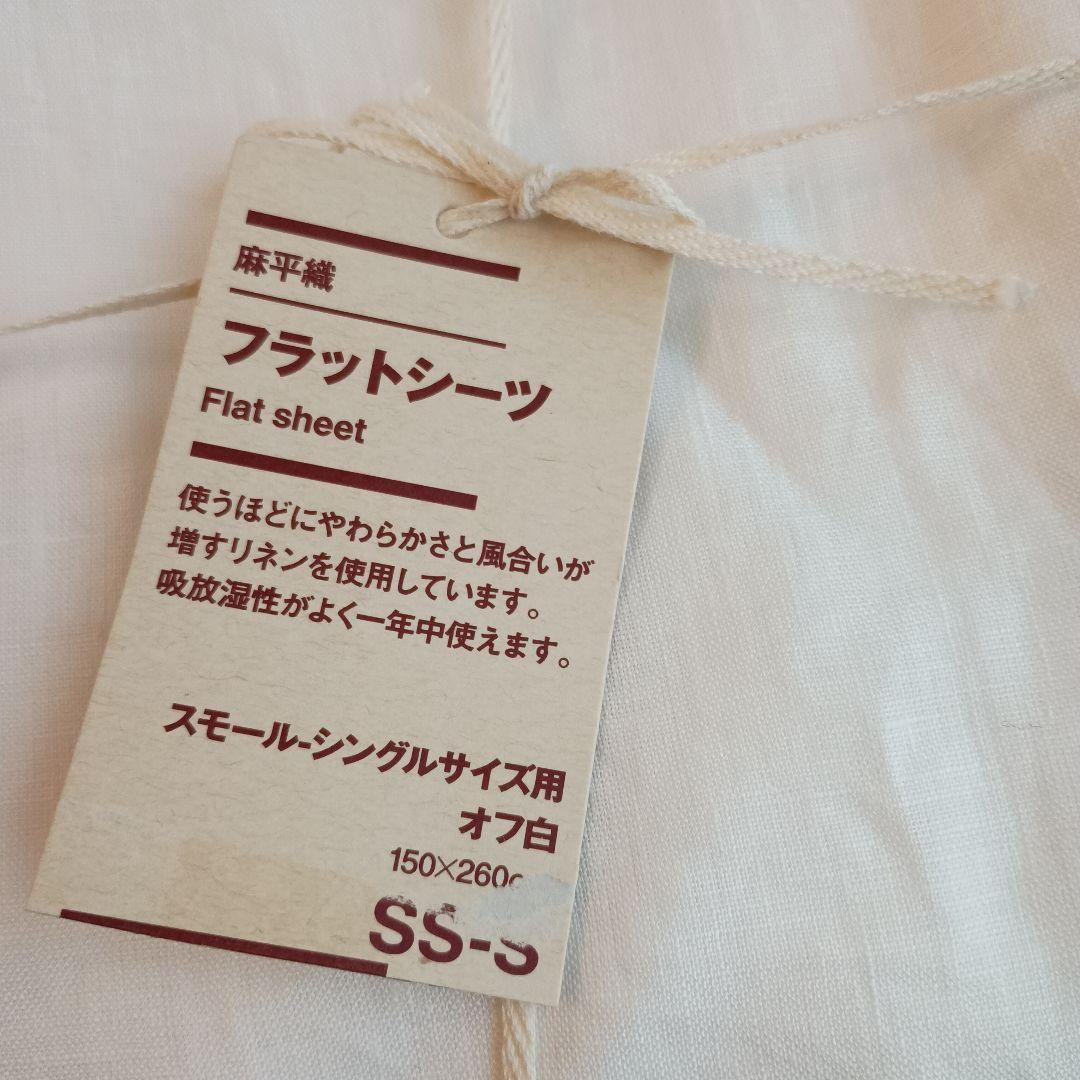 麻平織
フラットシーツ
Flat sheet
使うほどにやわらかさと風合いが
増すリネンを使用しています。
吸放湿性がよく一年中使えます。
スモール-シングルサイズ用
オフ白
150×260
SS-S